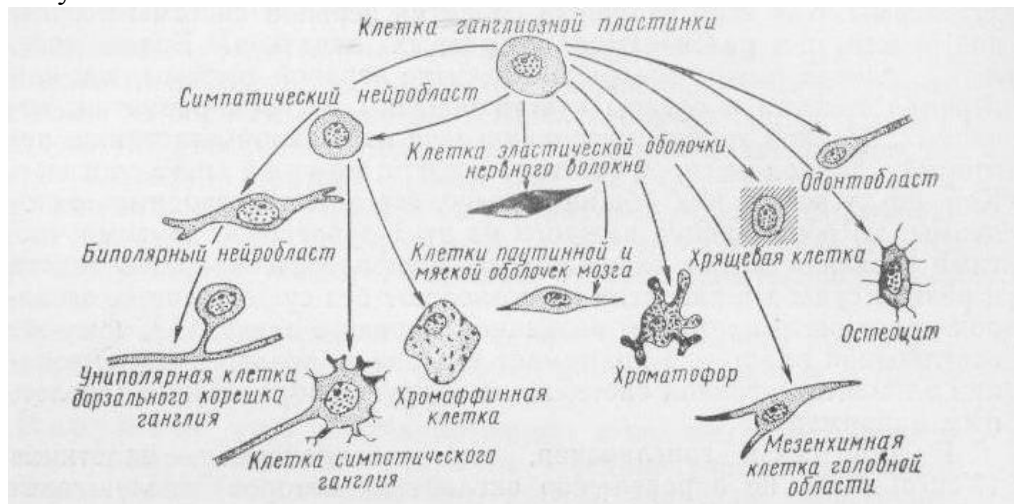 Клетка ганглиозной пластинки
Симпатический нейробласт
Клетка эластической оболочки
нервного волокна
Одонтобласт
Биполярный нейробласт
Клетки паутинной и
мягкой оболочек мозга
Хрящевая клетка
Остеоцит
Униполярная клетка
дорзального корешка
ганглия
Хромаффинная
клетка
Хроматофор
Клетка симпатического
ганглия
Мезенхимная
клетка головной
области